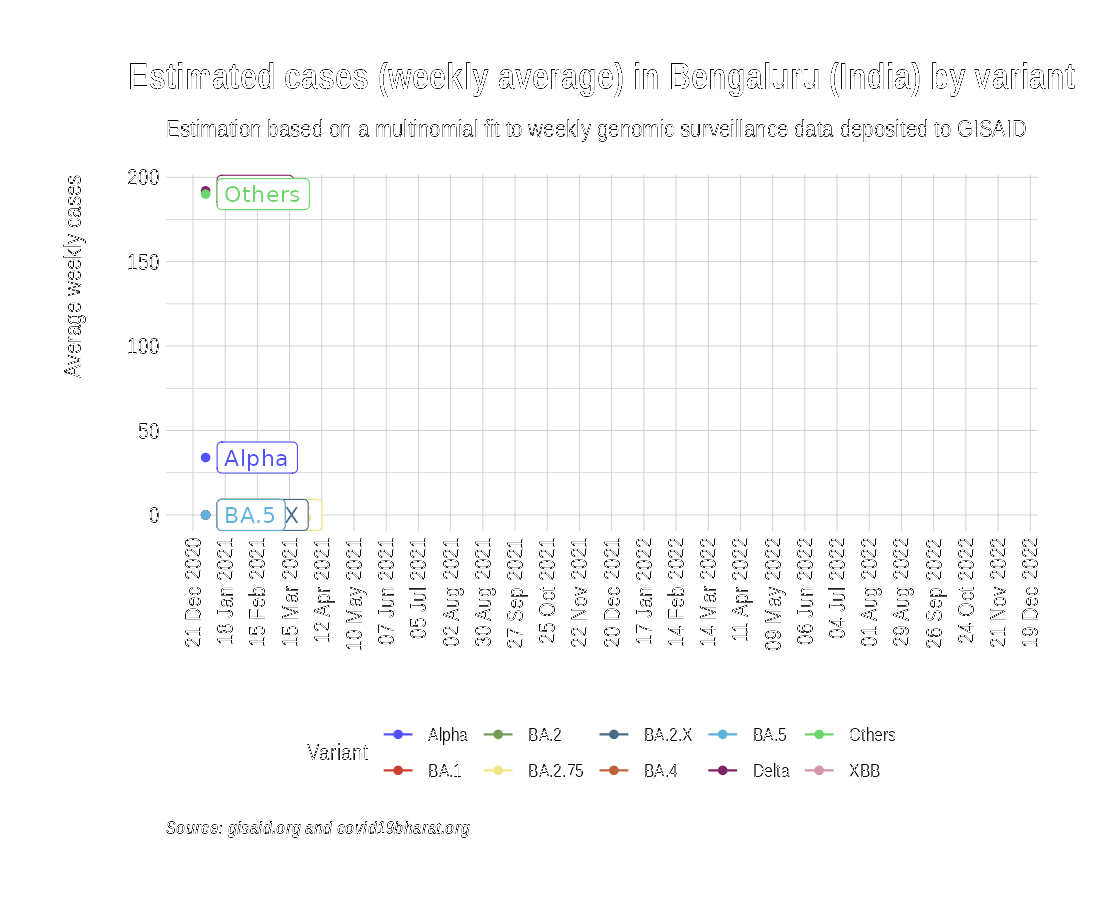 Estimated cases (weekly average) in Bengaluru (India) by variant
Estimation based on a multinomial fit to weekly genomic surveillance data deposited to GISAID
Average weekly cases
200
150
100
50
0
Others
Alpha
BA.5
X
21 Dec 2020
18 Jan 2021
15 Feb 2021
15 Mar 2021
12 Apr 2021
10 May 2021
07 Jun 2021
05 Jul 2021
02 Aug 2021
30 Aug 2021
27 Sep 2021
25 Oct 2021
22 Nov 2021
20 Dec 2021
17 Jan 2022
14 Feb 2022
14 Mar 2022
11 Apr 2022
09 May 2022
06 Jun 2022
04 Jul 2022
01 Aug 2022
29 Aug 2022
26 Sep 2022
24 Oct 2022
21 Nov 2022
19 Dec 2022
Variant
Alpha BA.2 BA.2.X BA.5 Others
BA.1 BA.2.75 BA.4 Delta XBB
Source: gisaid.org and covid19bharat.org